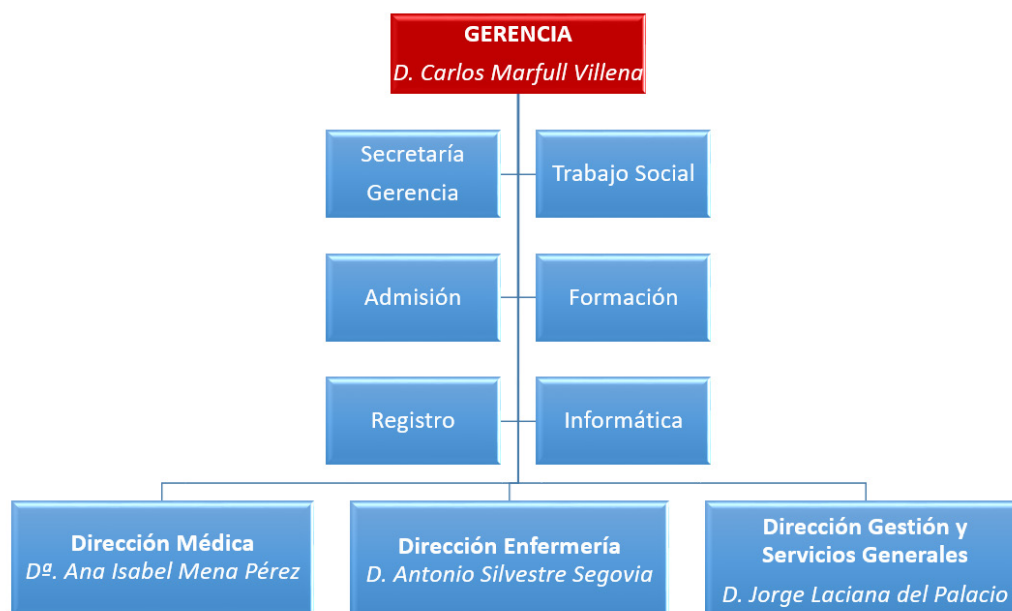 GERENCIA
D. Carlos Marfull Villena
Secretaría
Gerencia
Trabajo Social
Admisión
Formación
Registro
Informática
Dirección Médica
Dª. Ana Isabel Mena Pérez
Dirección Enfermería
D. Antonio Silvestre Segovia
Dirección Gestión y
Servicios Generales
D. Jorge Laciana del Palacio